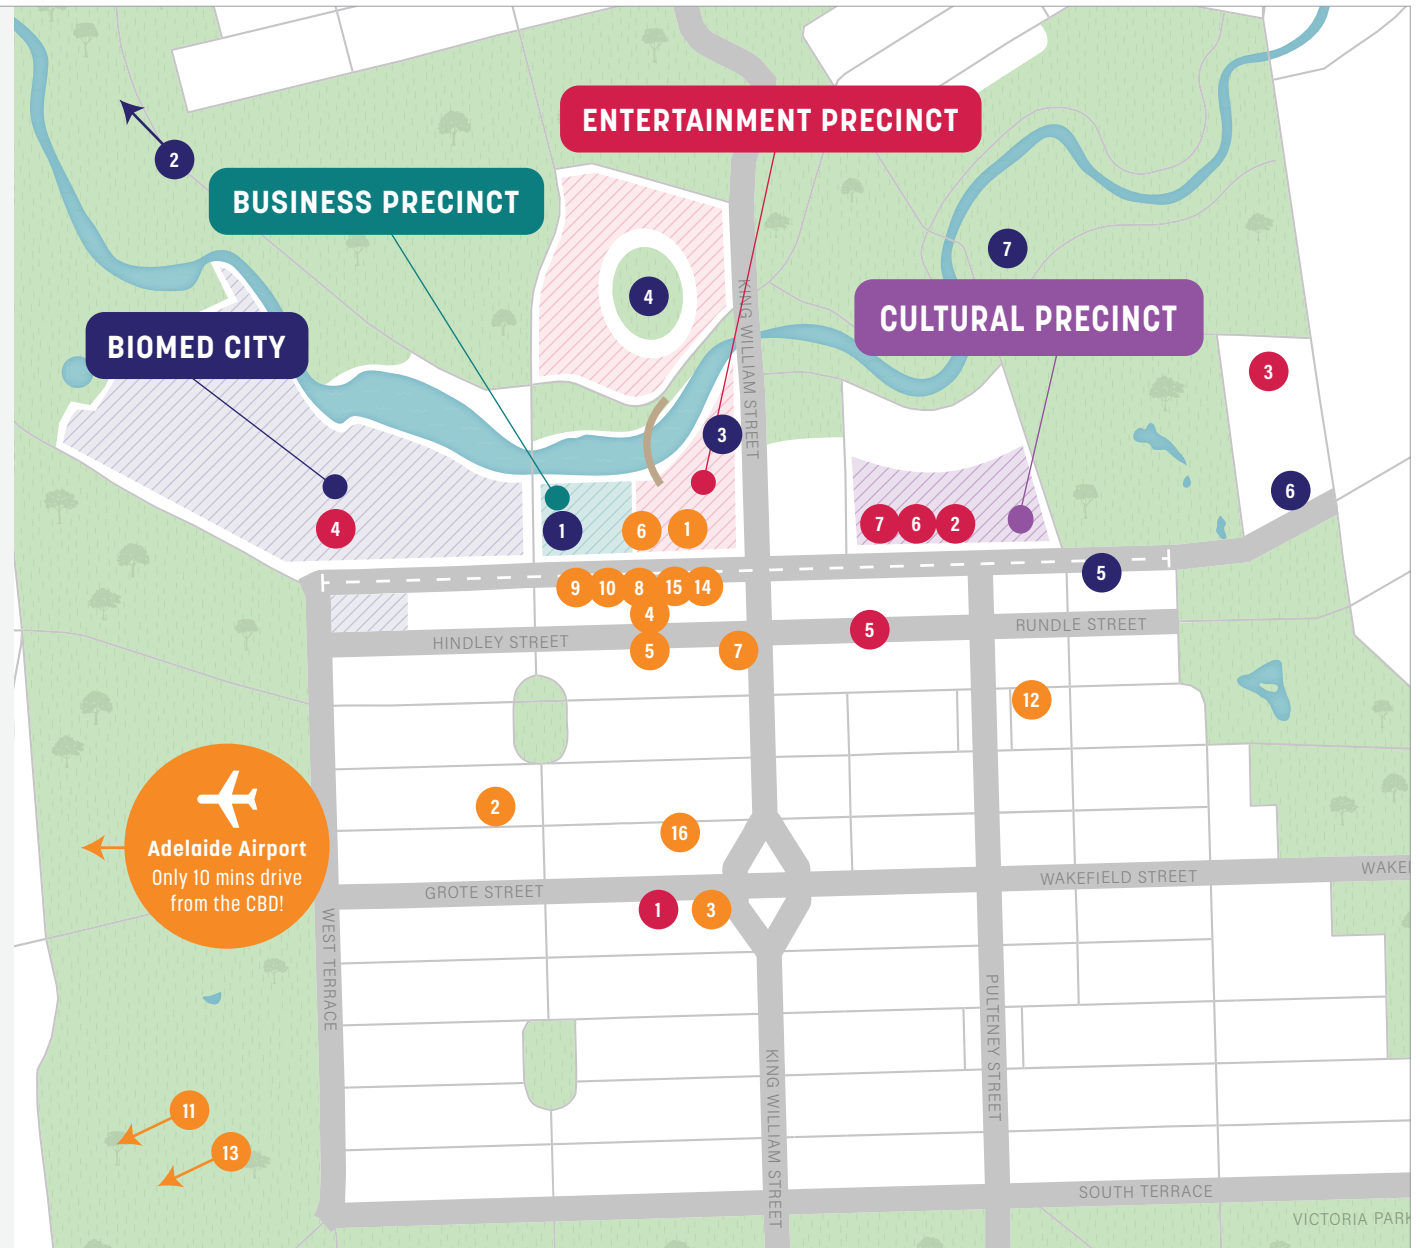 ENTERTAINMENT PRECINCT
2
BUSINESS PRECINCT
7
4
CULTURAL PRECINCT
KING WILLIAM STREET
BIOMED CITY
3
3
6
4
1
6
1
7
6
2
5
9
10
8
15
14
4
HINDLEY STREET
5
7
5
RUNDLE STREET
12
2
16
Adelaide Airport
Only 10 mins drive
from the CBD!
GROTE STREET
WAKEFIELD STREET
WAKEF
1
3
WEST TERRACE
PULTENEY STREET
KING WILLIAM STREET
11
13
SOUTH TERRACE
VICTORIA PARK